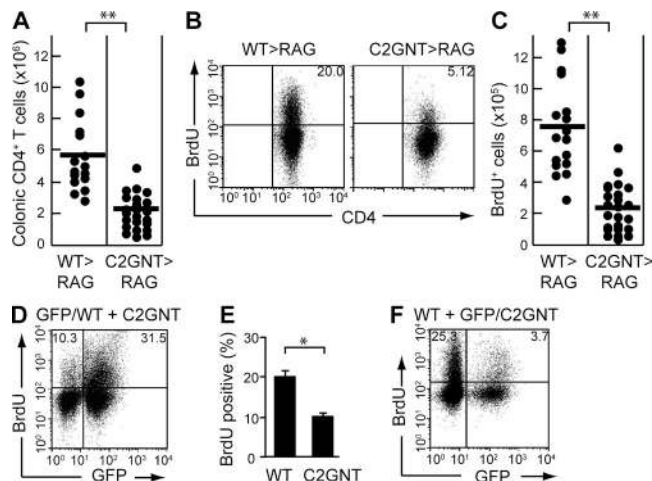 A
**
Colonic CD4⁺ T cells (x10⁶)
12
10
8
6
4
2
0
WT>
RAG
C2GNT>
RAG
B
WT>RAG
C2GNT>RAG
20.0
5.12
BrdU
10⁰ 10¹ 10² 10³ 10⁴
10⁰ 10¹ 10² 10³ 10⁴
10⁰ 10¹ 10² 10³ 10⁴
CD4
C
**
BrdU⁺ cells (x10⁵)
12
10
8
6
4
2
0
WT>
RAG
C2GNT>
RAG
D
GFP/WT + C2GNT
10.3
31.5
BrdU
10⁰ 10¹ 10² 10³ 10⁴
10⁰ 10¹ 10² 10³ 10⁴
GFP
E
*
BrdU positive (%)
30
20
10
0
WT
C2GNT
F
WT + GFP/C2GNT
25.3
3.7
BrdU
10⁰ 10¹ 10² 10³ 10⁴
10⁰ 10¹ 10² 10³ 10⁴
GFP